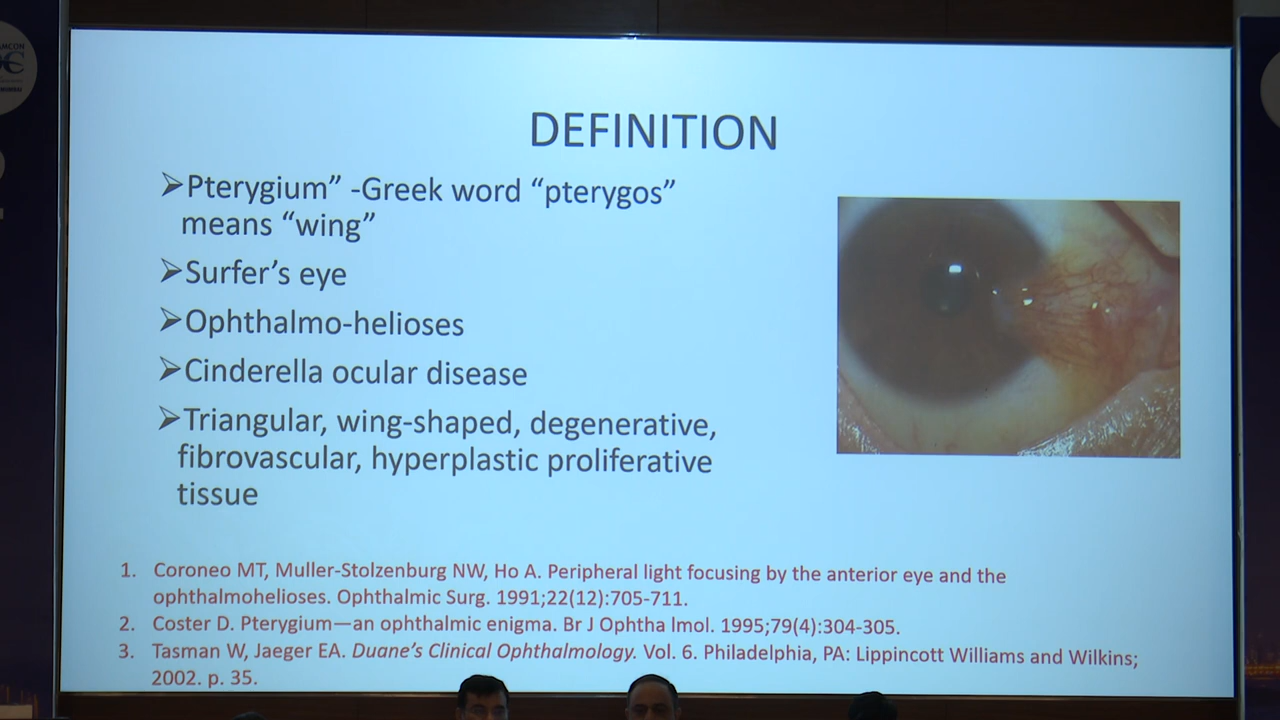 AMCON
DEFINITION
➢Pterygium” -Greek word “pterygos”
means “wing”
➢Surfer’s eye
➢Ophthalmo-helioses
➢Cinderella ocular disease
➢Triangular, wing-shaped, degenerative,
fibrovascular, hyperplastic proliferative
tissue
1. Coroneo MT, Muller-Stolzenburg NW, Ho A. Peripheral light focusing by the anterior eye and the
ophthalmohelioses. Ophthalmic Surg. 1991;22(12):705-711.
2. Coster D. Pterygium—an ophthalmic enigma. Br J Ophtha lmol. 1995;79(4):304-305.
3. Tasman W, Jaeger EA. Duane’s Clinical Ophthalmology. Vol. 6. Philadelphia, PA: Lippincott Williams and Wilkins;
2002. p. 35.